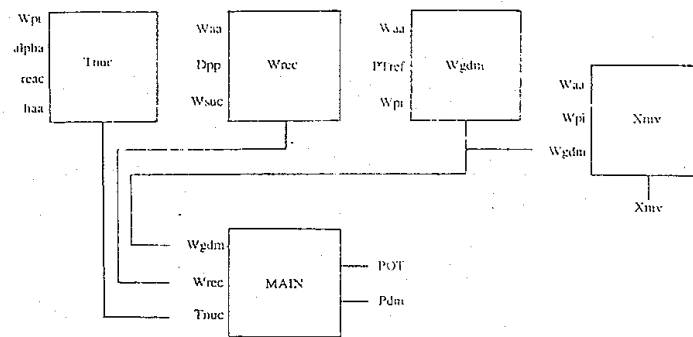 Wpi
alpha
reac
haa
Tnuc
Waa
Dpp
Wsuc
Wrec
Waa
PTref
Wpi
Wgdm
Waa
Wpi
Wgdm
Xmv
Xmv
Wgdm
Wrec
Tnuc
MAIN
POT
Pdm